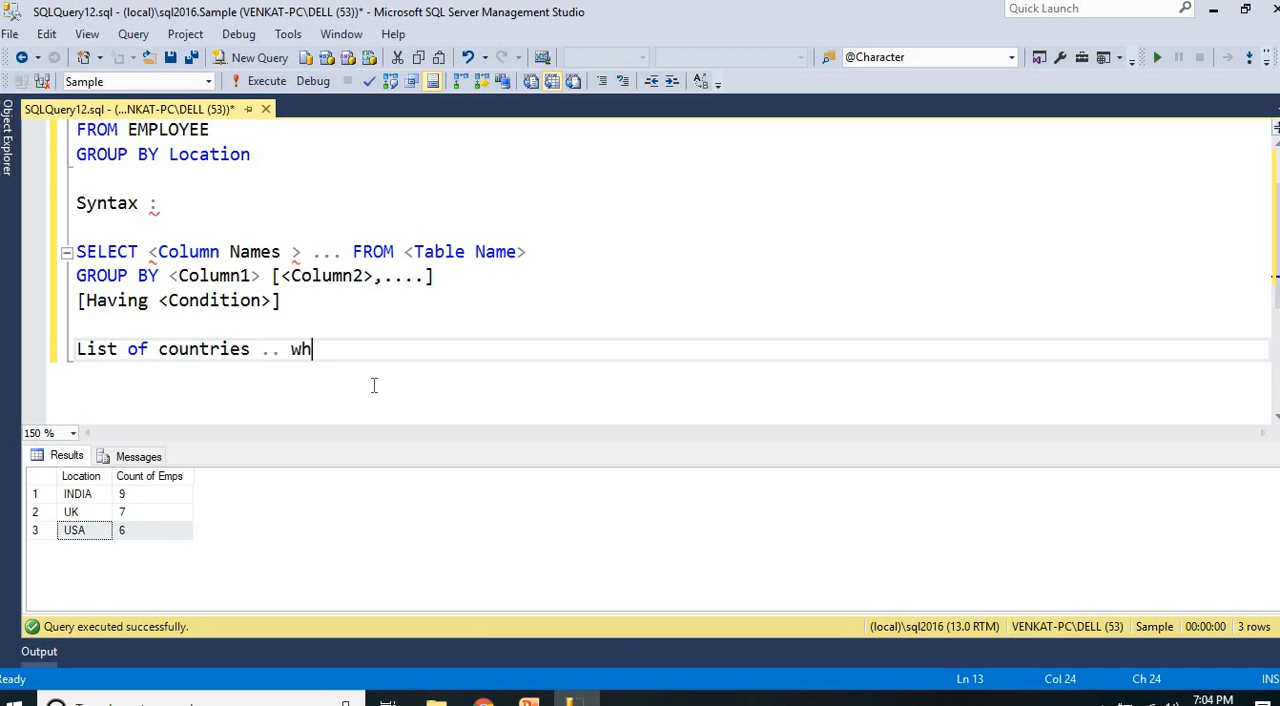 SQLQuery12.sql - (local)\sql2016.Sample (VENKAT-PC\DELL (53))* - Microsoft SQL Server Management Studio
Quick Launch
File Edit View Query Project Debug Tools Window Help
New Query
@Character
Sample
Execute Debug
SQLQuery12.sql - (...NKAT-PC\DELL (53))*
Object Explorer
FROM EMPLOYEE
GROUP BY Location
Syntax :
SELECT <Column Names > ... FROM <Table Name>
GROUP BY <Column1> [<Column2>,....]
[Having <Condition>]
List of countries .. wh
150 %
Results Messages
Location Count of Emps
1 INDIA 9
2 UK 7
3 USA 6
Query executed successfully.
(local)\sql2016 (13.0 RTM) VENKAT-PC\DELL (53) Sample 00:00:00 3 rows
Output
Ready
Ln 13 Col 24 Ch 24 INS
7:04 PM